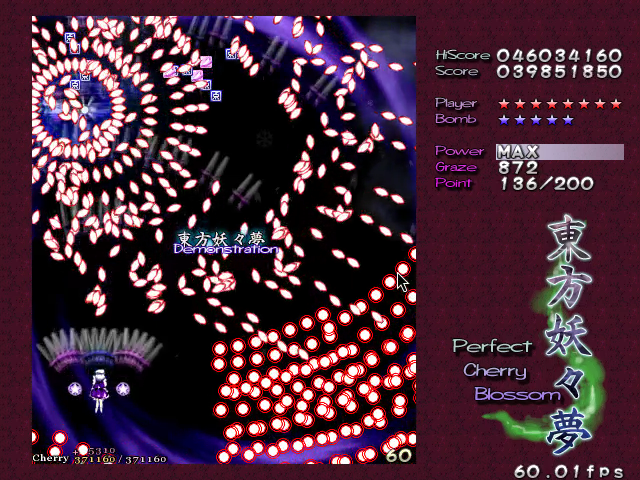 HiScore 046034160
Score 039851850
Player
Bomb
Power MAX
Graze 872
Point 136/200
東方妖々夢
Demonstration
東方妖々夢
Perfect
Cherry
Blossom
Cherry 371160/371160
60
60.01fps